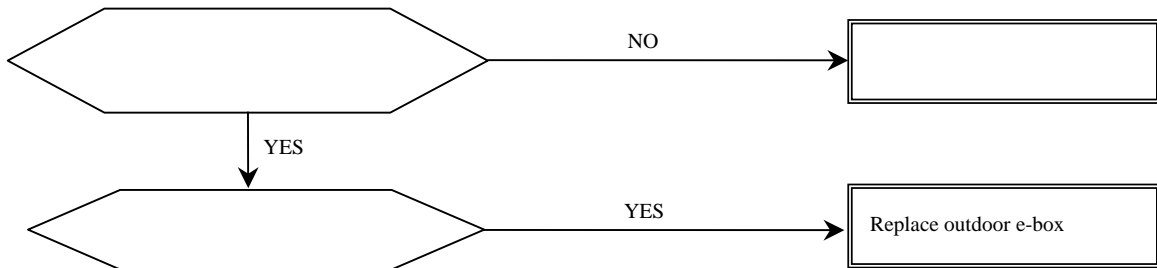 NO
YES
YES
Replace outdoor e-box